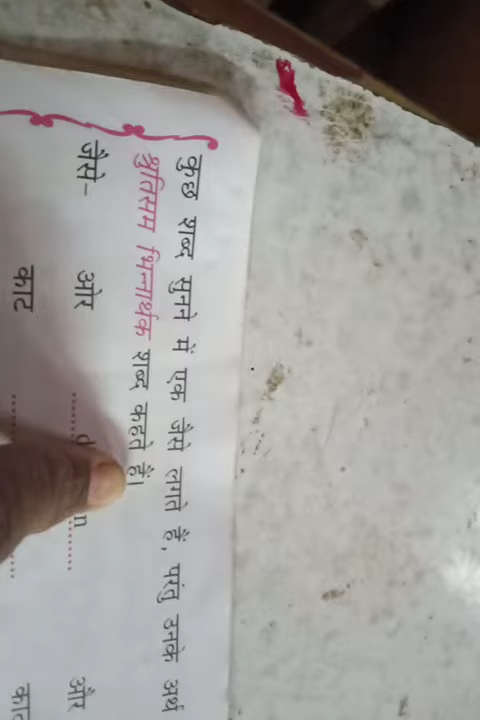 कुछ शब्द सुनने में एक जैसे लगते हैं, परंतु उनके अर्थ
श्रुतिसम भिन्नार्थक शब्द कहते हैं।
जैसे- ओर और
काट